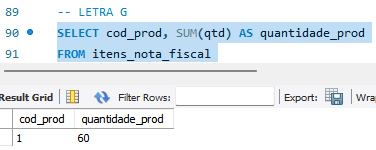 89
-- LETRA G
90 SELECT cod_prod, SUM(qtd) AS quantidade_prod
91 FROM itens_nota_fiscal
Result Grid Filter Rows: Export: W
cod_prod quantidade_prod
1 60